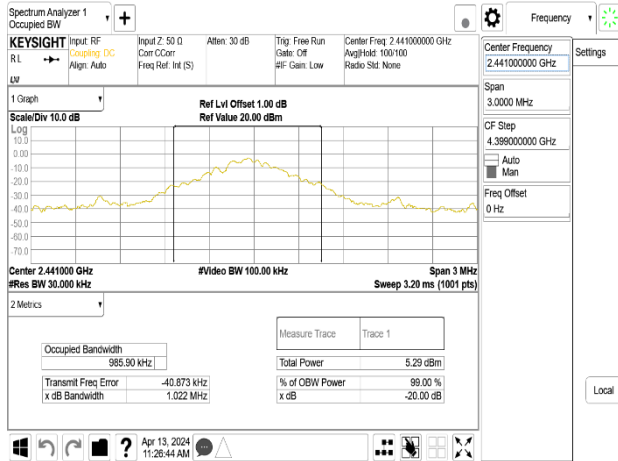 Spectrum Analyzer 1
Occupied BW
+
Frequency
KEYSIGHT
RL
Input: RF
Coupling: DC
Align: Auto
Input Z: 50 Ω
Corr CCorr
Freq Ref: Int (S)
Atten: 30 dB
Trig: Free Run
Gate: Off
#IF Gain: Low
Center Freq: 2.441000000 GHz
Avg|Hold: 100/100
Radio Std: None
Center Frequency
2.441000000 GHz
Settings
Span
3.0000 MHz
CF Step
4.399000000 GHz
Auto
Man
Freq Offset
0 Hz
Local
1 Graph
Scale/Div 10.0 dB
Ref Lvl Offset 1.00 dB
Ref Value 20.00 dBm
Log
10.0
0.00
-10.0
-20.0
-30.0
-40.0
-50.0
-60.0
-70.0
Center 2.441000 GHz
#Video BW 100.00 kHz
Span 3 MHz
#Res BW 30.000 kHz
Sweep 3.20 ms (1001 pts)
2 Metrics
Measure Trace
Trace 1
Occupied Bandwidth
985.90 kHz
Total Power
5.29 dBm
Transmit Freq Error
-40.873 kHz
% of OBW Power
99.00 %
x dB Bandwidth
1.022 MHz
x dB
-20.00 dB
?
Apr 13, 2024
11:26:44 AM